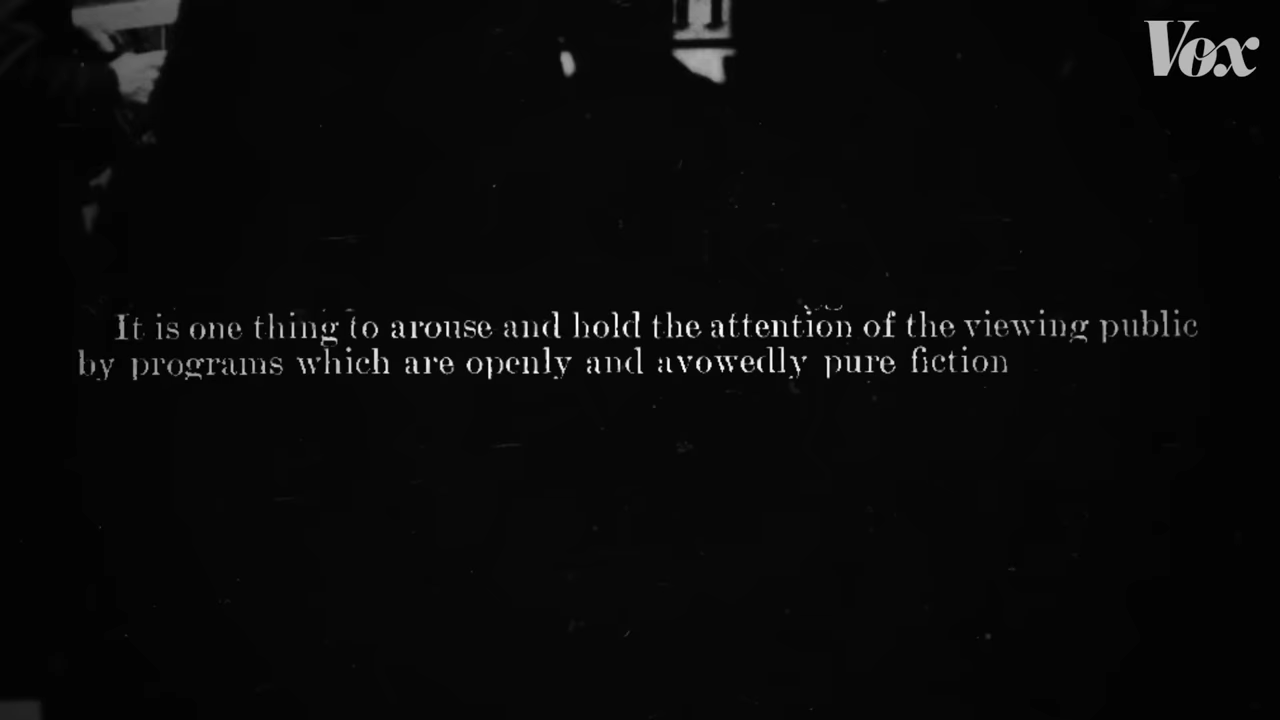 Vox
It is one thing to arouse and hold the attention of the viewing public
by programs which are openly and avowedly pure fiction